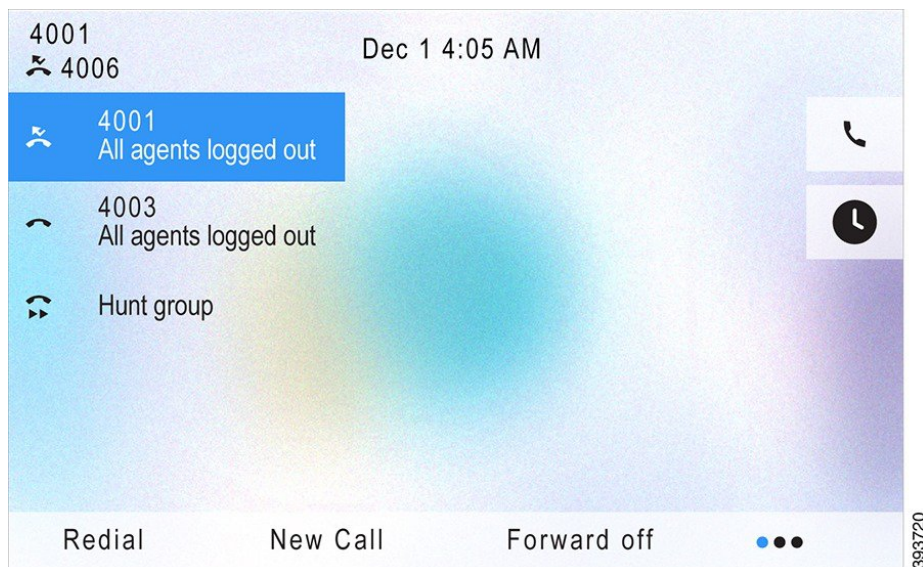 4001
4006
Dec 1 4:05 AM
4001
All agents logged out
4003
All agents logged out
Hunt group
Redial
New Call
Forward off
393720